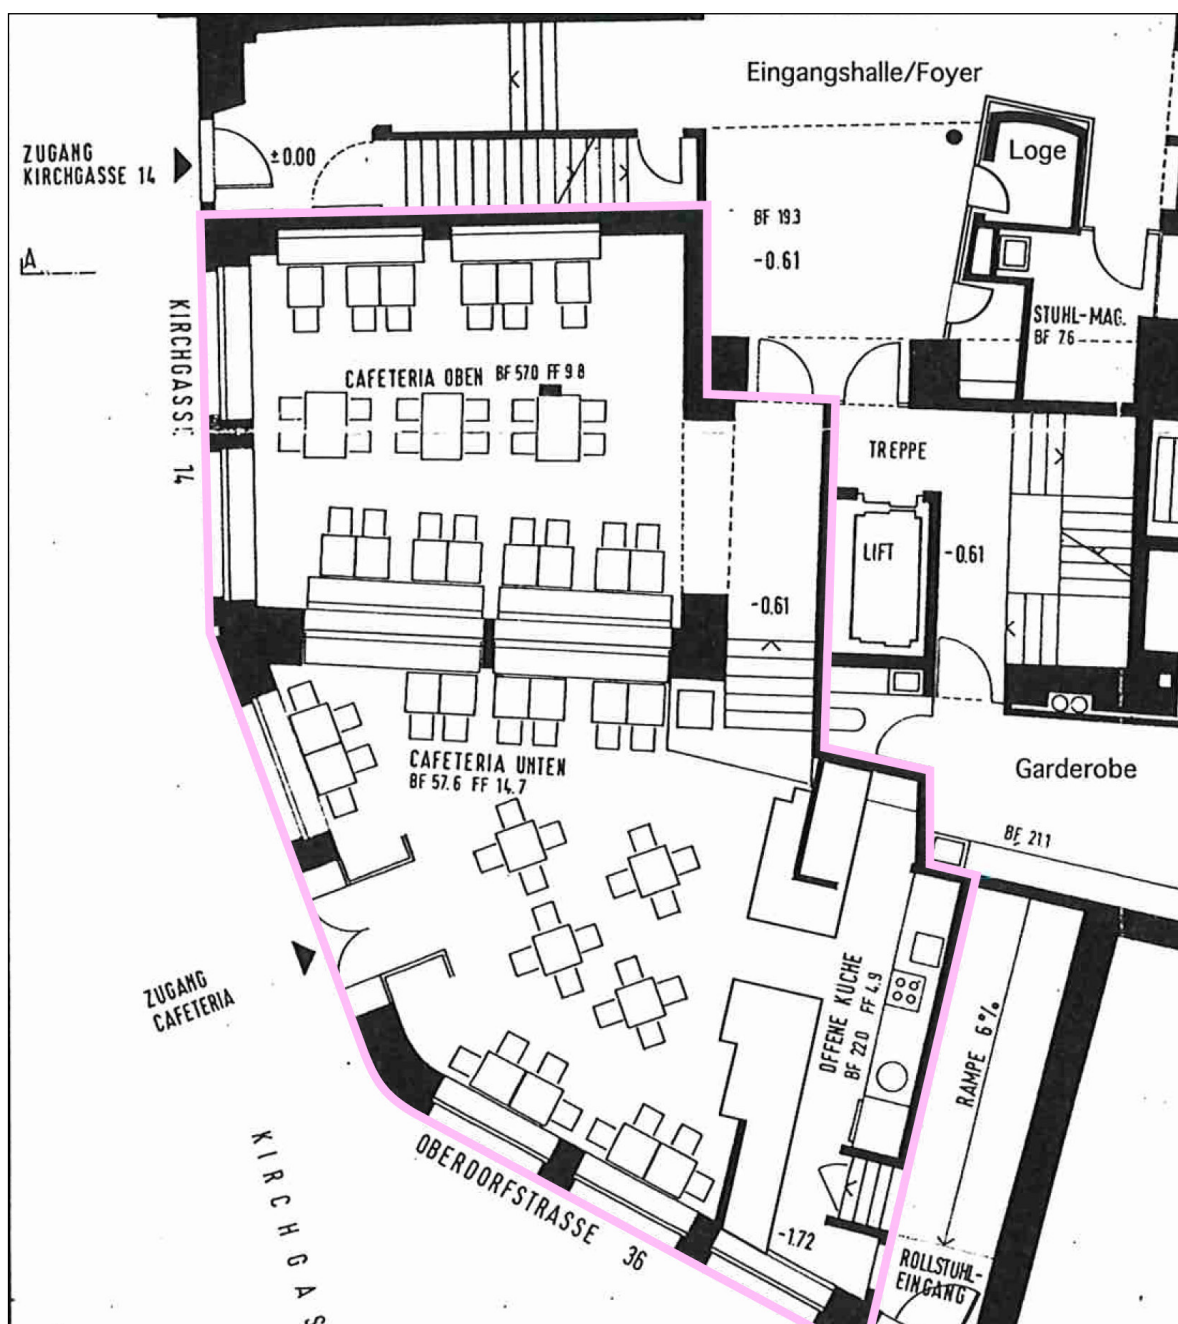 Eingangshalle/Foyer
ZUGANG
KIRCHGASSE 14
±0.00
Loge
BF 19.3
-0.61
A
STUHL-MAG.
BF 7.6
KIRCHGASSE 14
CAFETERIA OBEN BF 57.0 FF 9.8
TREPPE
LIFT
-0.61
-0.61
CAFETERIA UNTEN
BF 57.6 FF 14.7
Garderobe
BF 21.1
ZUGANG
CAFETERIA
OFFENE KÜCHE
BF 22.0 FF 4.9
RAMPE 6%
OBERDORFSTRASSE 36
-1.72
ROLLSTUHL-
EINGANG
KIRCHGAS